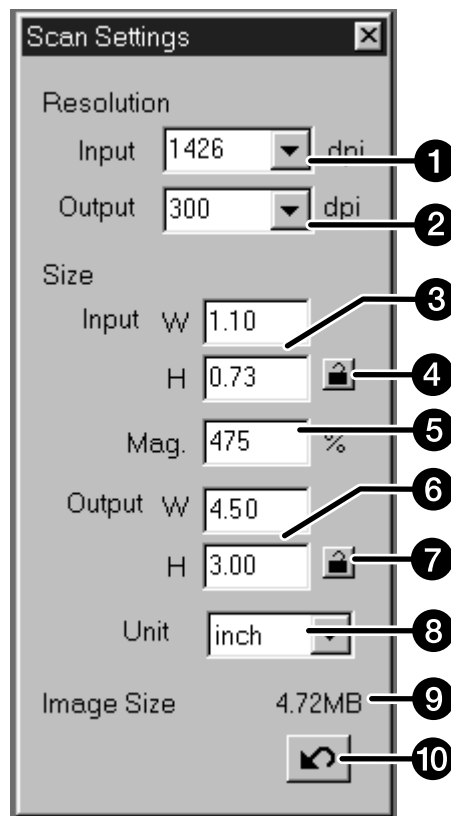 Scan Settings
Resolution
Input 1426 dpi 1
Output 300 dpi 2
Size
3
Input W 1.10
H 0.73 4
Mag. 475 % 5
6
Output W 4.50
H 3.00 7
Unit inch 8
Image Size 4.72MB 9
10